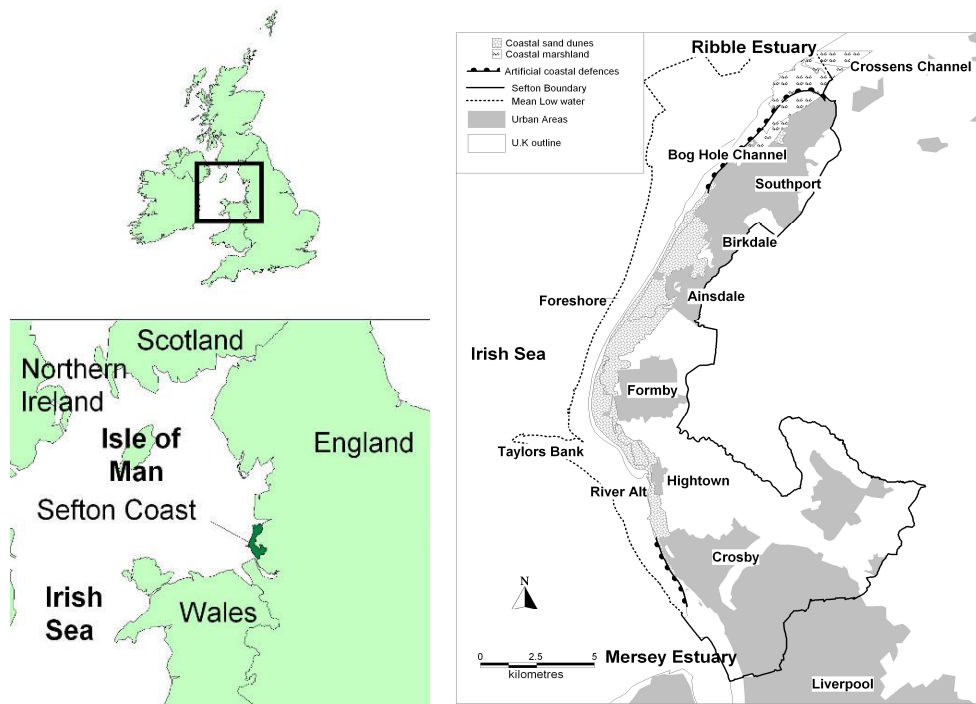 Scotland
Northern
Ireland
Isle of
Man
England
Sefton Coast
Irish
Sea
Wales
Coastal sand dunes
Coastal marshland
Artificial coastal defences
Sefton Boundary
Mean Low water
Urban Areas
U.K outline
Ribble Estuary
Crossens Channel
Bog Hole Channel
Southport
Birkdale
Ainsdale
Foreshore
Irish Sea
Formby
Taylors Bank
Hightown
River Alt
Crosby
N
0 2.5 5
kilometres
Mersey Estuary
Liverpool